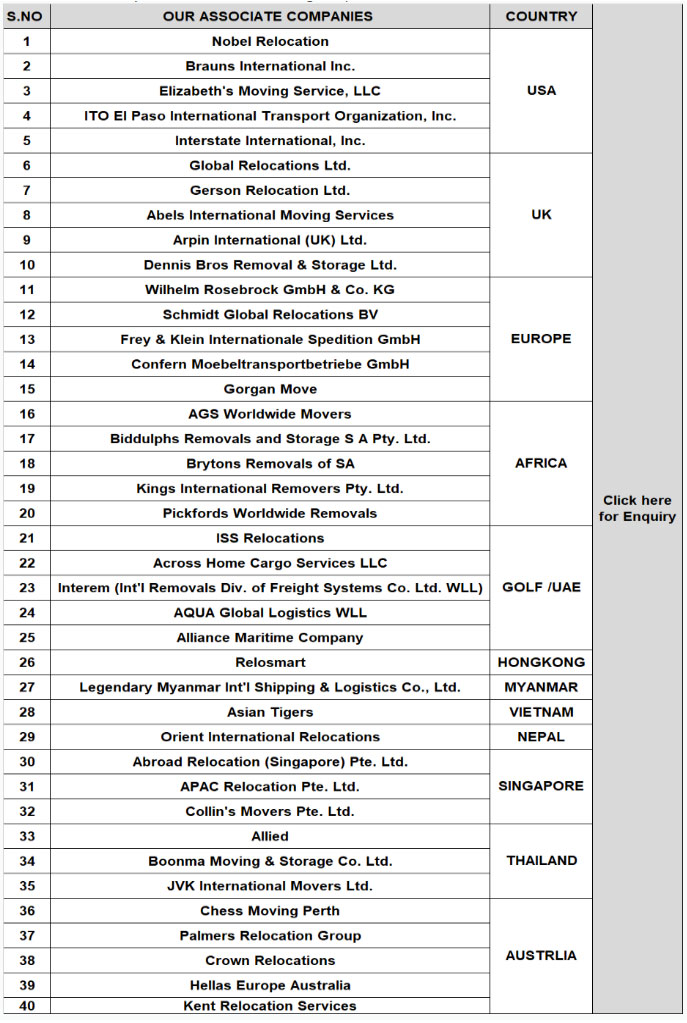 S.NO OUR ASSOCIATE COMPANIES COUNTRY
1 Nobel Relocation
2 Brauns International Inc.
3 Elizabeth's Moving Service, LLC USA
4 ITO El Paso International Transport Organization, Inc.
5 Interstate International, Inc.
6 Global Relocations Ltd.
7 Gerson Relocation Ltd.
8 Abels International Moving Services UK
9 Arpin International (UK) Ltd.
10 Dennis Bros Removal & Storage Ltd.
11 Wilhelm Rosebrock GmbH & Co. KG
12 Schmidt Global Relocations BV
13 Frey & Klein Internationale Spedition GmbH EUROPE
14 Confern Moebeltransportbetriebe GmbH
15 Gorgan Move
16 AGS Worldwide Movers
17 Biddulphs Removals and Storage S A Pty. Ltd.
18 Brytons Removals of SA AFRICA
19 Kings International Removers Pty. Ltd.
20 Pickfords Worldwide Removals
Click here
for Enquiry
21 ISS Relocations
22 Across Home Cargo Services LLC
23 Interem (Int'l Removals Div. of Freight Systems Co. Ltd. WLL) GOLF /UAE
24 AQUA Global Logistics WLL
25 Alliance Maritime Company
26 Relosmart HONGKONG
27 Legendary Myanmar Int'l Shipping & Logistics Co., Ltd. MYANMAR
28 Asian Tigers VIETNAM
29 Orient International Relocations NEPAL
30 Abroad Relocation (Singapore) Pte. Ltd.
31 APAC Relocation Pte. Ltd. SINGAPORE
32 Collin's Movers Pte. Ltd.
33 Allied
34 Boonma Moving & Storage Co. Ltd. THAILAND
35 JVK International Movers Ltd.
36 Chess Moving Perth
37 Palmers Relocation Group
38 Crown Relocations AUSTRLIA
39 Hellas Europe Australia
40 Kent Relocation Services